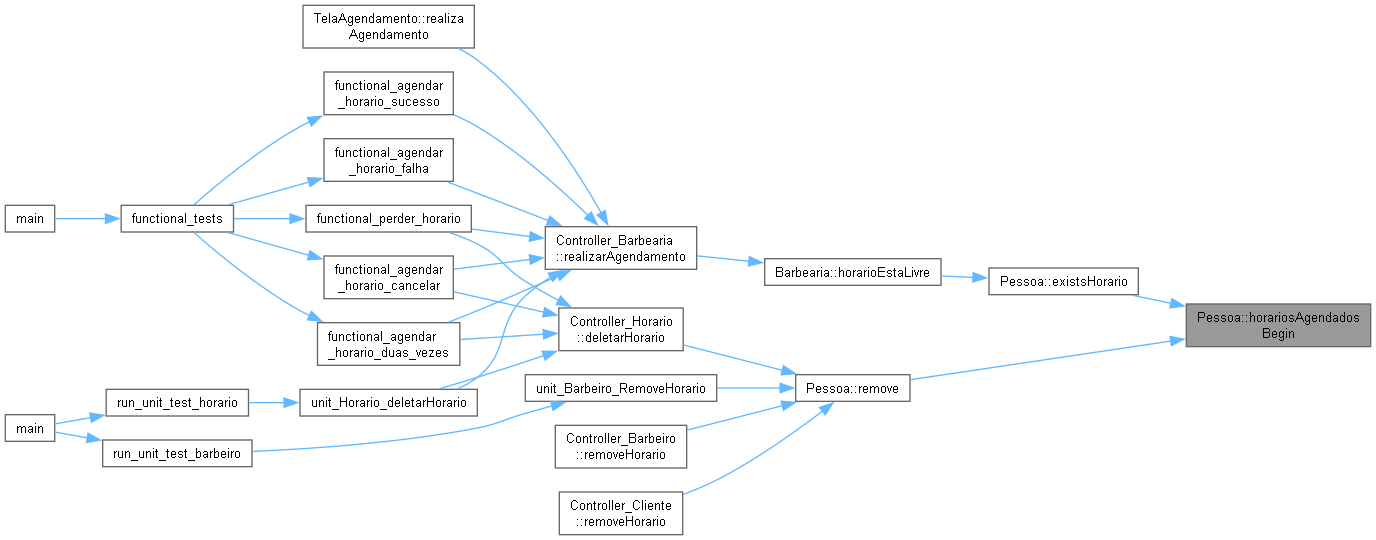 TelaAgendamento::realiza
Agendamento
functional_agendar
_horario_sucesso
functional_agendar
_horario_falha
main
functional_tests
functional_perder_horario
Controller_Barbearia
::realizarAgendamento
Barbearia::horarioEstaLivre
Pessoa::existsHorario
functional_agendar
_horario_cancelar
Pessoa::horariosAgendados
Begin
functional_agendar
_horario_duas_vezes
Controller_Horario
::deletarHorario
run_unit_test_horario
unit_Horario_deletarHorario
unit_Barbeiro_RemoveHorario
Pessoa::remove
main
run_unit_test_barbeiro
Controller_Barbeiro
::removeHorario
Controller_Cliente
::removeHorario